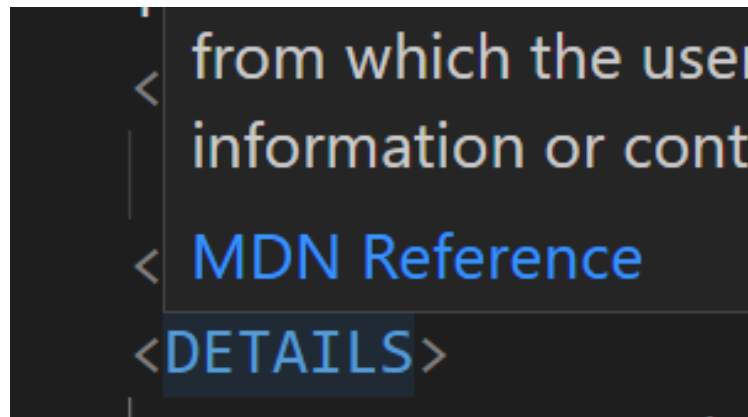 from which the user
information or cont
<
<
MDN Reference
<DETAILS>